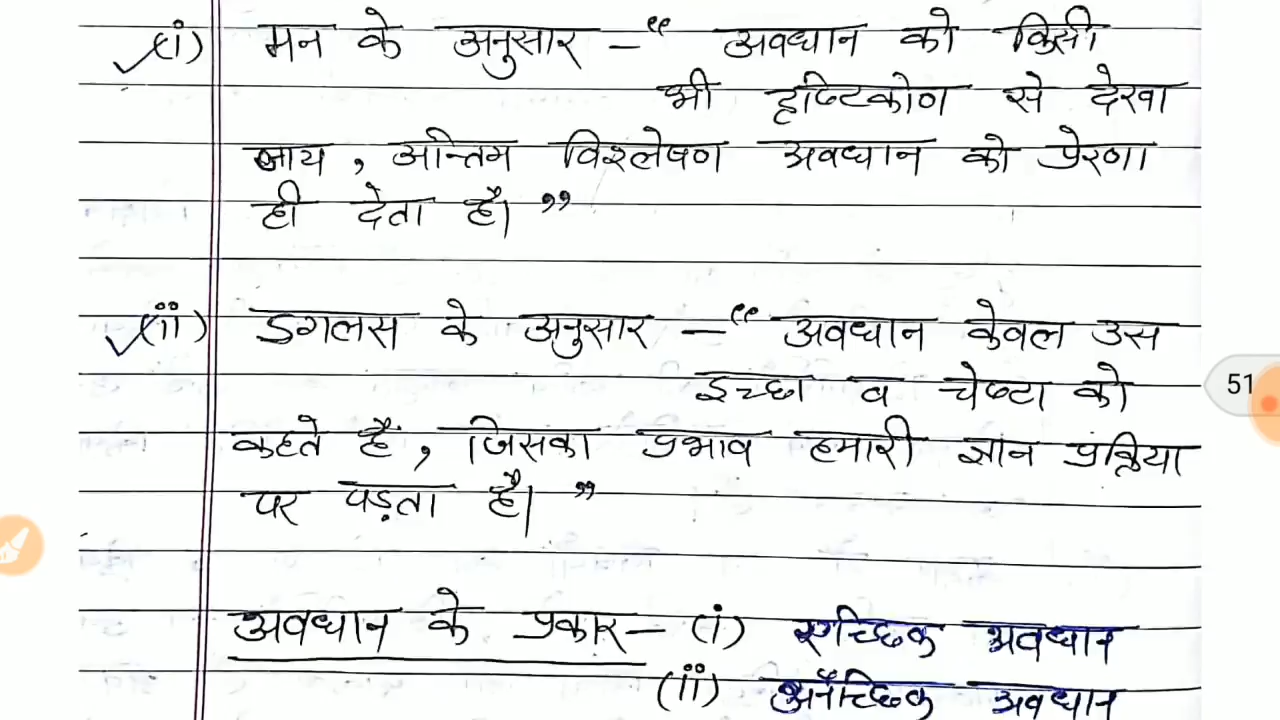 (i) मन के अनुसार - “ अवधान को किसी
भी दृष्टिकोण से देखा
जाय, अन्तिम विश्लेषण अवधान को प्रेरणा
ही देता है। ”
(ii) डगलस के अनुसार - “ अवधान केवल उस
इच्छा व चेष्टा को
कहते हैं, जिसका प्रभाव हमारी ज्ञान प्रक्रिया
पर पड़ता है। ”
51
अवधान के प्रकार - (i) एच्छिक अवधान
(ii) अनैच्छिक अवधान